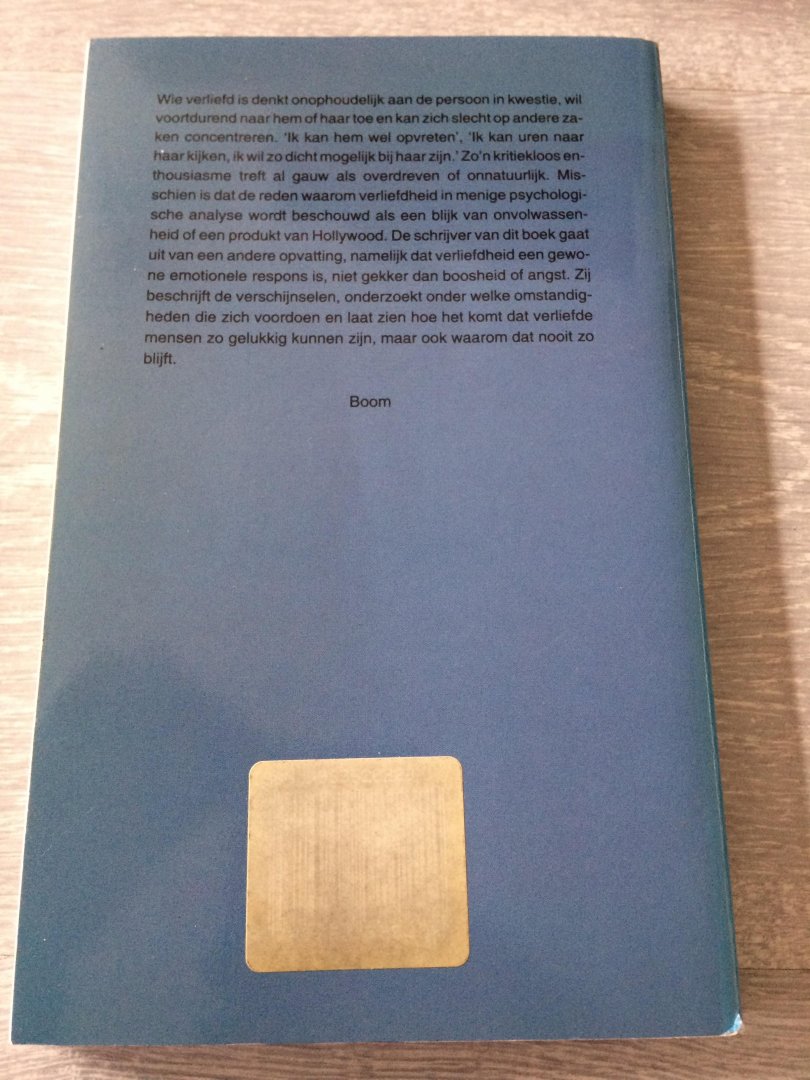 Wie verliefd is denkt onophoudelijk aan de persoon in kwestie, wil
voortdurend naar hem of haar toe en kan zich slecht op andere za-
ken concentreren. 'Ik kan hem wel opvreten', 'Ik kan uren naar
haar kijken, ik wil zo dicht mogelijk bij haar zijn.' Zo'n kritiekloos en-
thousiasme treft al gauw als overdreven of onnatuurlijk. Mis-
schien is dat de reden waarom verliefdheid in menige psychologi-
sche analyse wordt beschouwd als een blijk van onvolwassen-
heid of een produkt van Hollywood. De schrijver van dit boek gaat
uit van een andere opvatting, namelijk dat verliefdheid een gewo-
ne emotionele respons is, niet gekker dan boosheid of angst. Zij
beschrijft de verschijnselen, onderzoekt onder welke omstandig-
heden die zich voordoen en laat zien hoe het komt dat verliefde
mensen zo gelukkig kunnen zijn, maar ook waarom dat nooit zo
blijft.
Boom